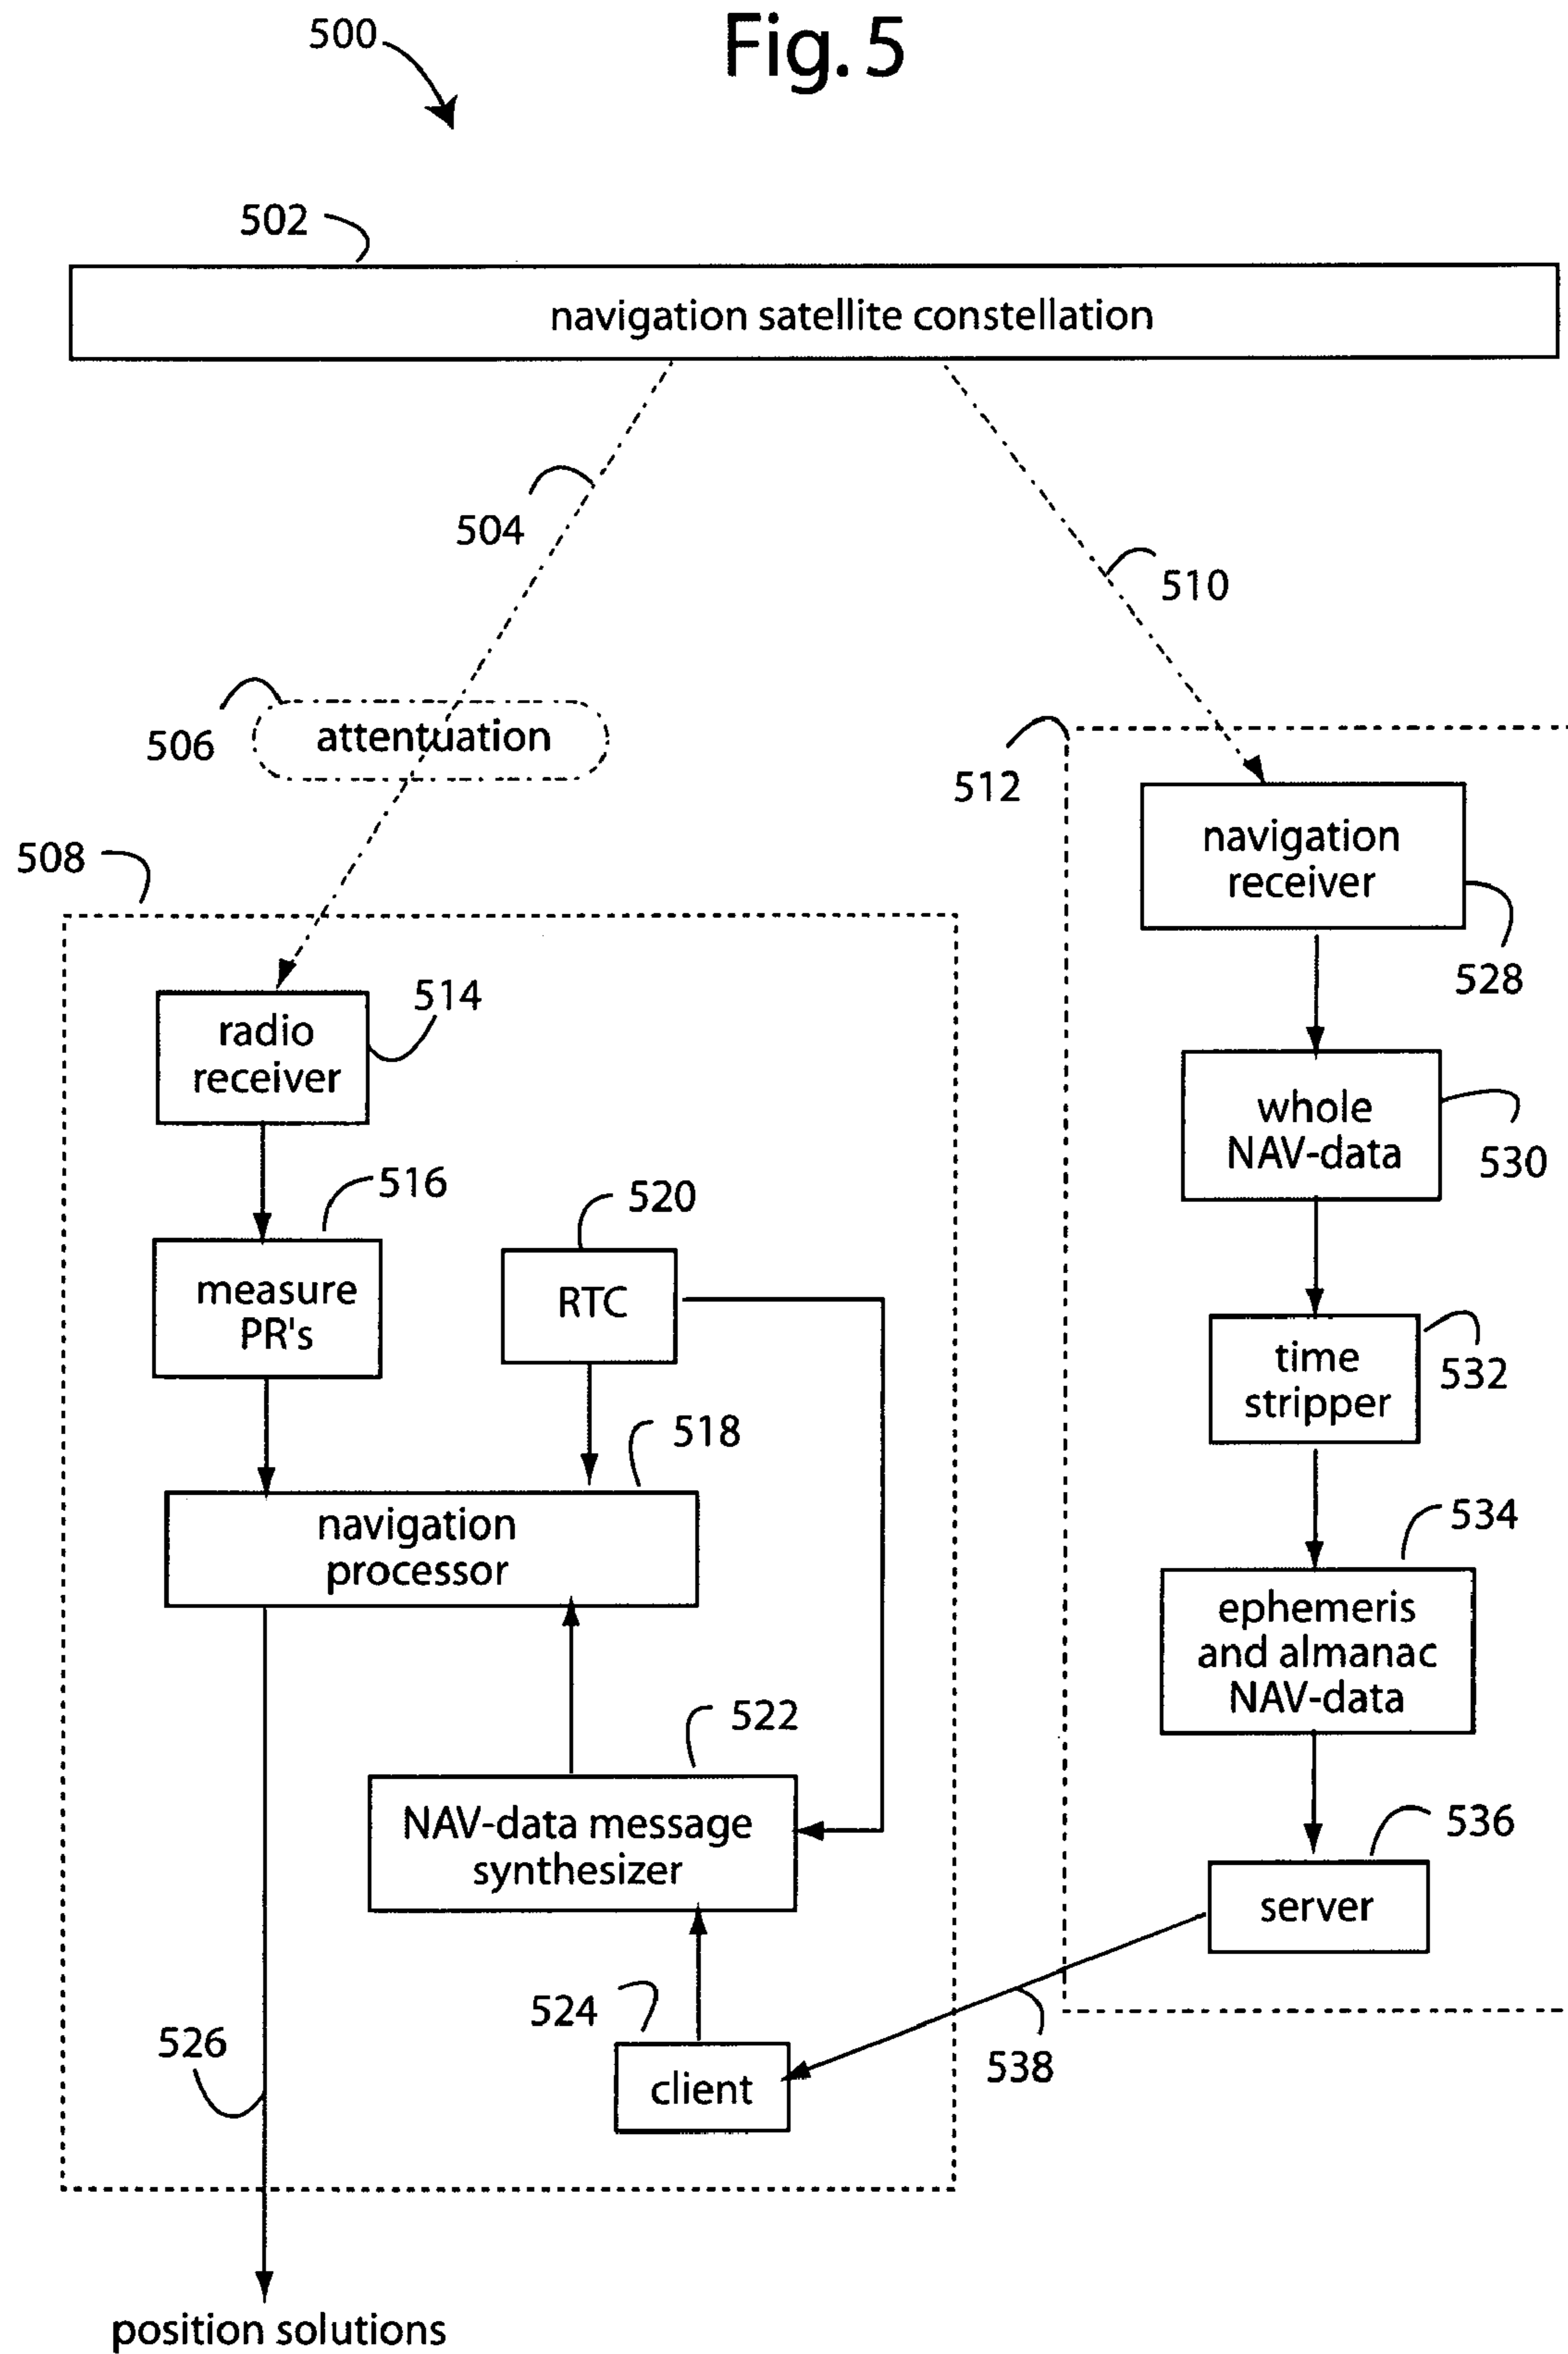 Fig. 5
500
502
navigation satellite constellation
504
510
506
attentuation
512
508
navigation
receiver
528
radio
receiver
514
whole
NAV-data
530
516
520
measure
PR's
RTC
time
stripper
532
518
navigation
processor
534
ephemeris
and almanac
NAV-data
522
NAV-data message
synthesizer
536
server
524
526
client
538
position solutions